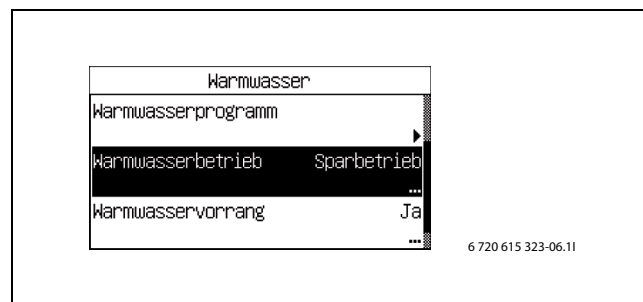 Warmwasser
Warmwasserprogramm
Warmwasserbetrieb Sparbetrieb
...
Warmwasservorrang Ja
...
6 720 615 323-06.1I